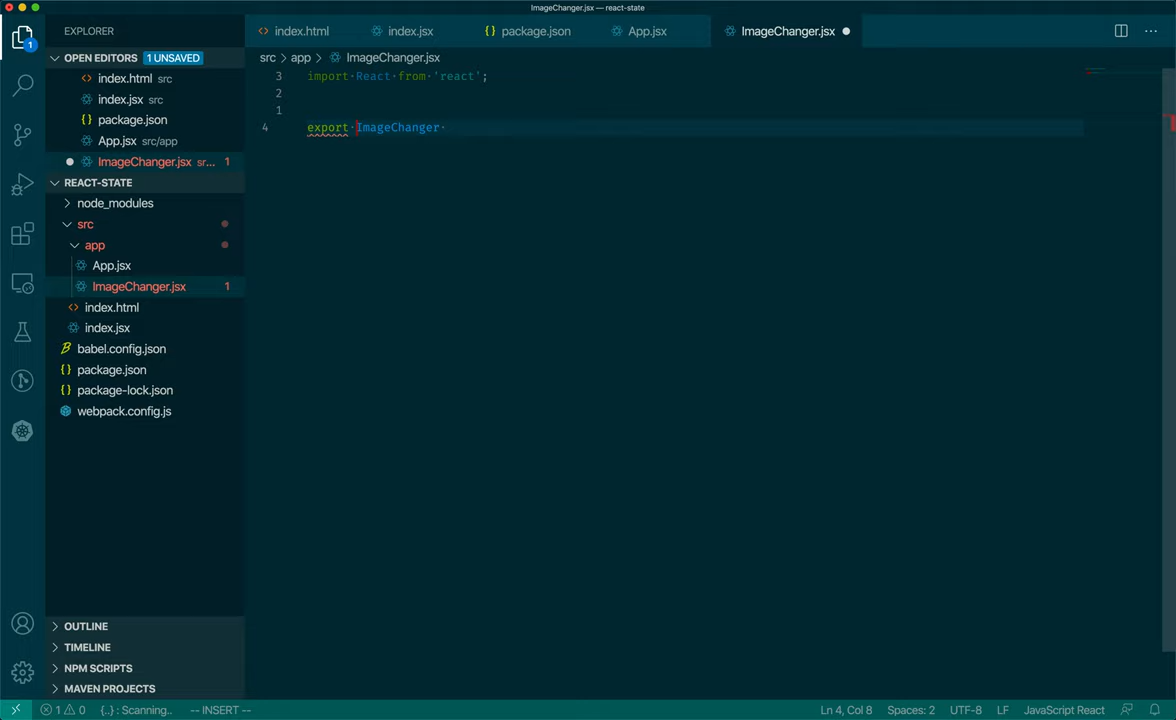 ImageChanger.jsx — react-state
EXPLORER
index.html
index.jsx
{} package.json
App.jsx
ImageChanger.jsx
OPEN EDITORS 1 UNSAVED
index.html src
index.jsx src
{} package.json
App.jsx src/app
ImageChanger.jsx sr... 1
REACT-STATE
node_modules
src
app
App.jsx
ImageChanger.jsx 1
index.html
index.jsx
babel.config.json
{} package.json
{} package-lock.json
webpack.config.js
OUTLINE
TIMELINE
NPM SCRIPTS
MAVEN PROJECTS
1
src > app > ImageChanger.jsx
3 import·React·from·'react';
2
1
4 export·ImageChanger·
1 0 {..} : Scanning.. -- INSERT --
Ln 4, Col 8 Spaces: 2 UTF-8 LF JavaScript React